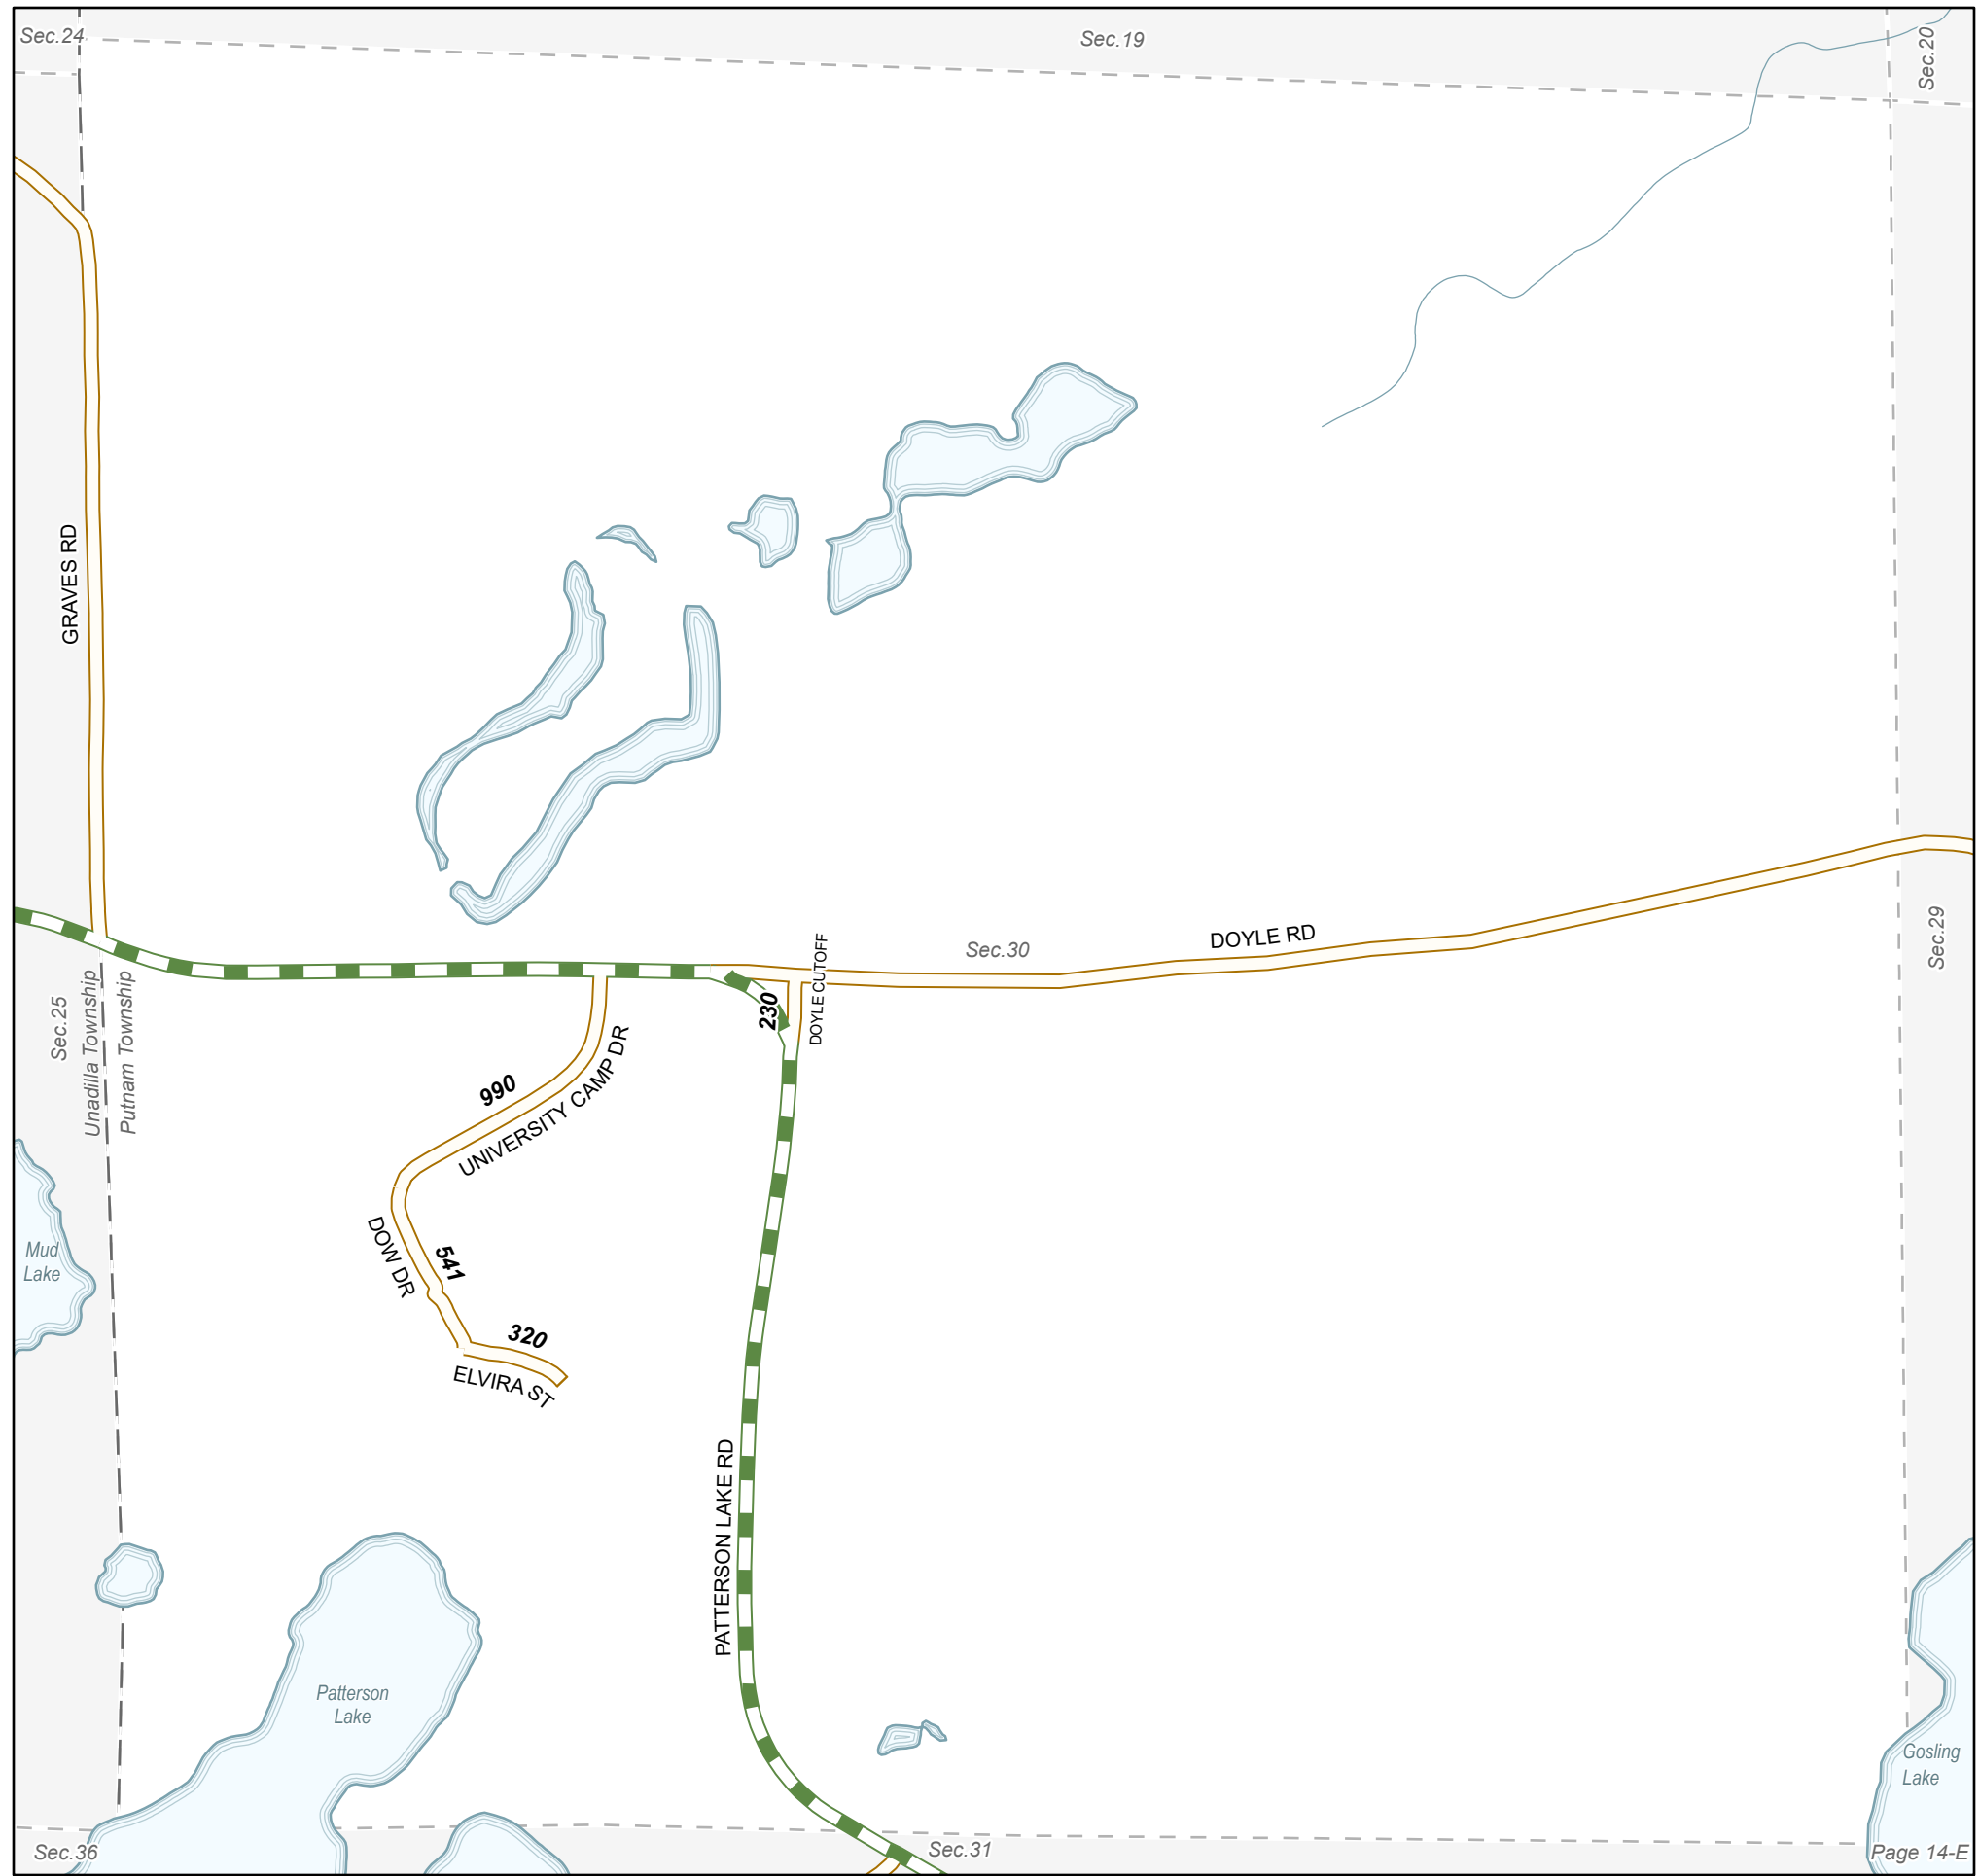 Sec.24
Sec.19
Sec.20
GRAVES RD
Sec.30
DOYLE RD
Sec.29
DOYLE CUTOFF
230
Sec.25
Unadilla Township
Putnam Township
990
UNIVERSITY CAMP DR
Mud
Lake
DOW DR
541
320
ELVIRA ST
PATTERSON LAKE RD
Patterson
Lake
Gosling
Lake
Sec.36
Sec.31
Page 14-E